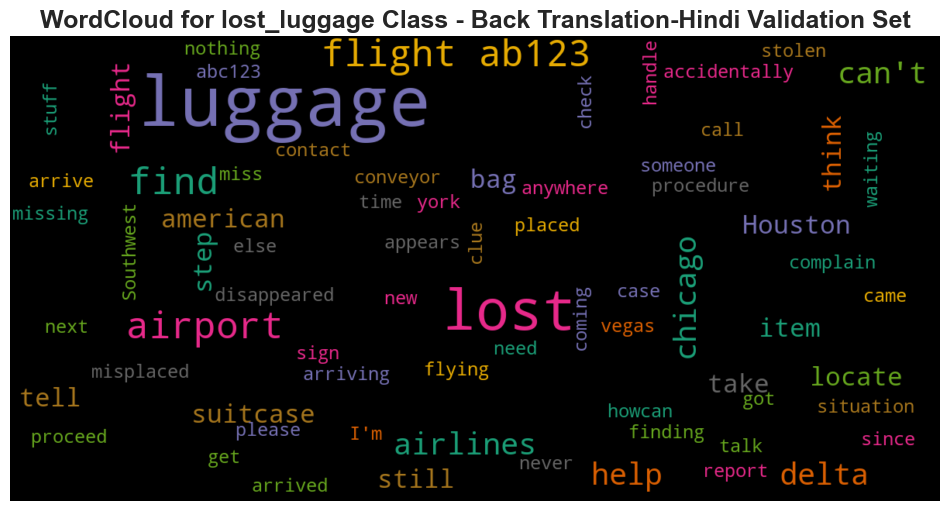 WordCloud for lost_luggage Class - Back Translation-Hindi Validation Set
nothing
flight ab123
stolen
abc123
handle
accidentally
can't
flight
luggage
check
stuff
call
contact
think
waiting
someone
arrive
find
miss
conveyor
bag
anywhere
procedure
missing
time
york
american
placed
Houston
Southwest
step
else
appears
clue
complain
chicago
disappeared
new
lost
coming
case
came
next
airport
vegas
item
need
sign
misplaced
arriving
flying
take
locate
tell
got
suitcase
howcan
situation
proceed
please
I'm
airlines
finding
since
talk
get
never
arrived
still
help
report
delta